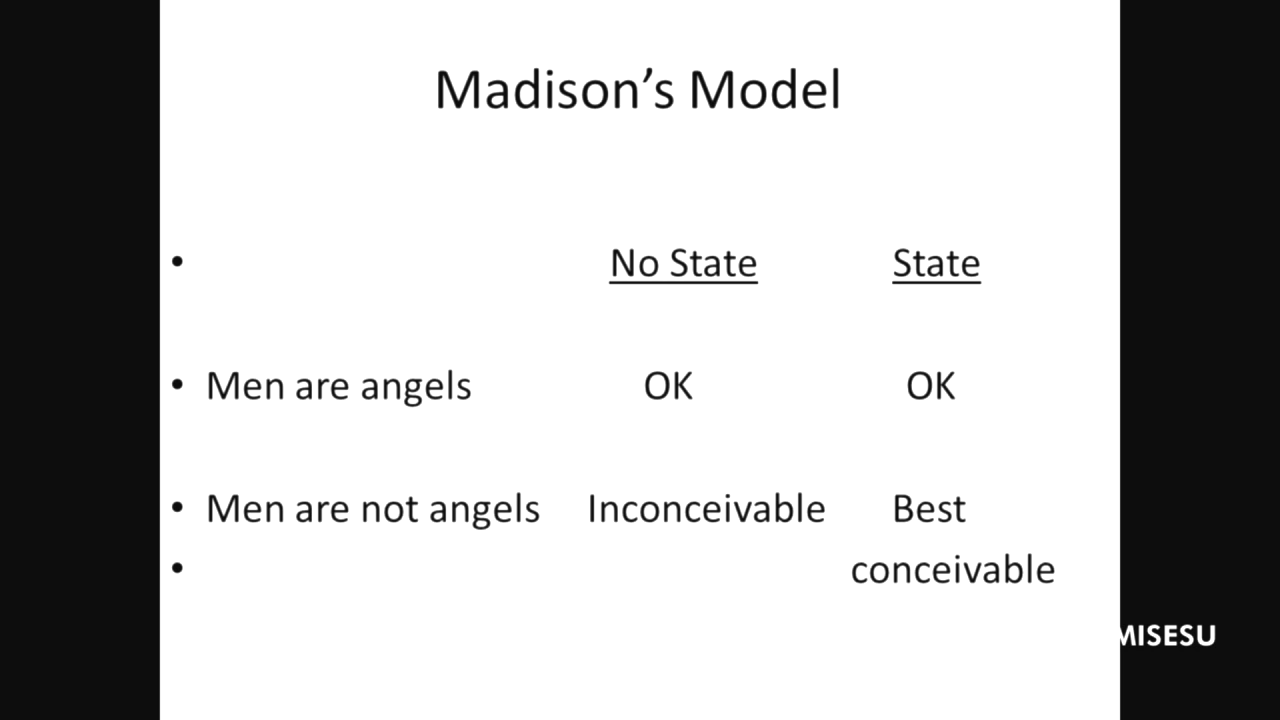 Madison's Model
• No State State
• Men are angels OK OK
• Men are not angels Inconceivable Best
• conceivable
MISESU